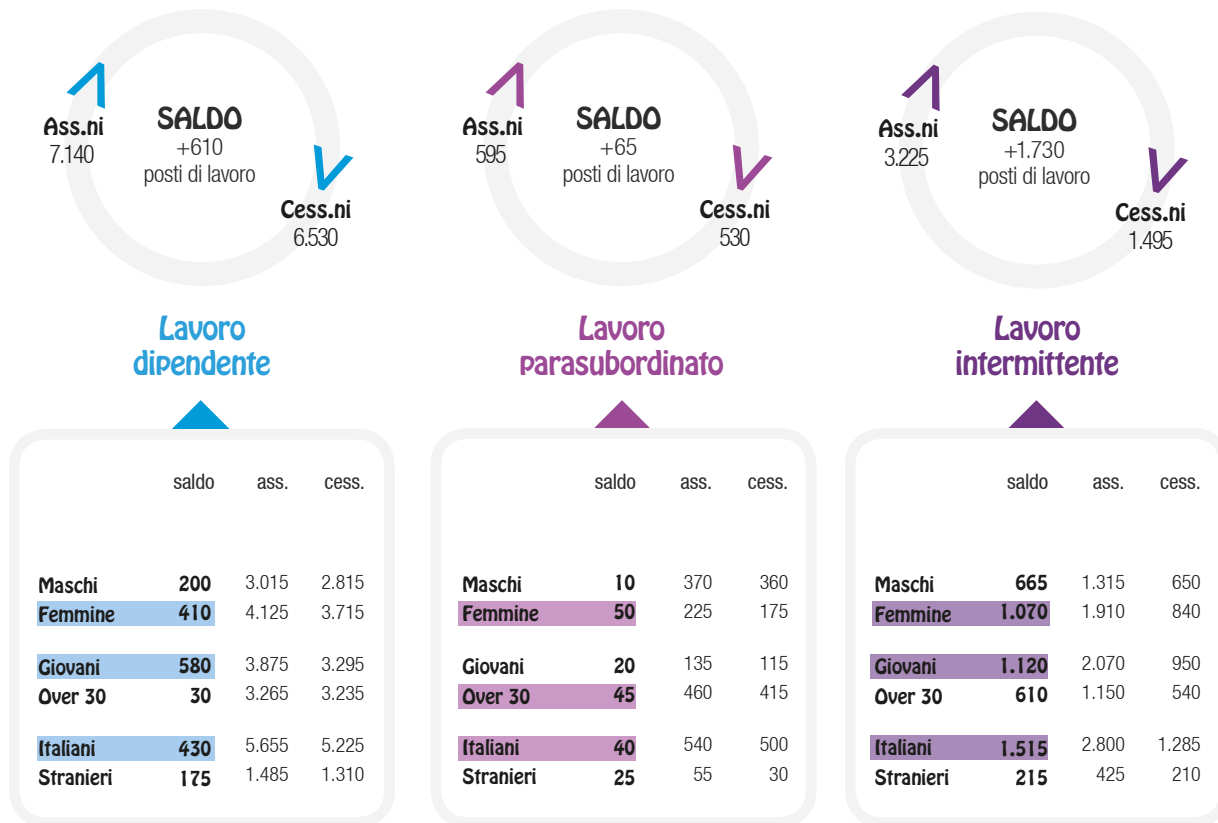 Ass.ni
7.140
SALDO
+610
posti di lavoro
Cess.ni
6.530
Lavoro
dipendente
saldo ass. cess.
Maschi 200 3.015 2.815
Femmine 410 4.125 3.715
Giovani 580 3.875 3.295
Over 30 30 3.265 3.235
Italiani 430 5.655 5.225
Stranieri 175 1.485 1.310
Ass.ni
595
SALDO
+65
posti di lavoro
Cess.ni
530
Lavoro
parasubordinato
saldo ass. cess.
Maschi 10 370 360
Femmine 50 225 175
Giovani 20 135 115
Over 30 45 460 415
Italiani 40 540 500
Stranieri 25 55 30
Ass.ni
3.225
SALDO
+1.730
posti di lavoro
Cess.ni
1.495
Lavoro
intermittente
saldo ass. cess.
Maschi 665 1.315 650
Femmine 1.070 1.910 840
Giovani 1.120 2.070 950
Over 30 610 1.150 540
Italiani 1.515 2.800 1.285
Stranieri 215 425 210